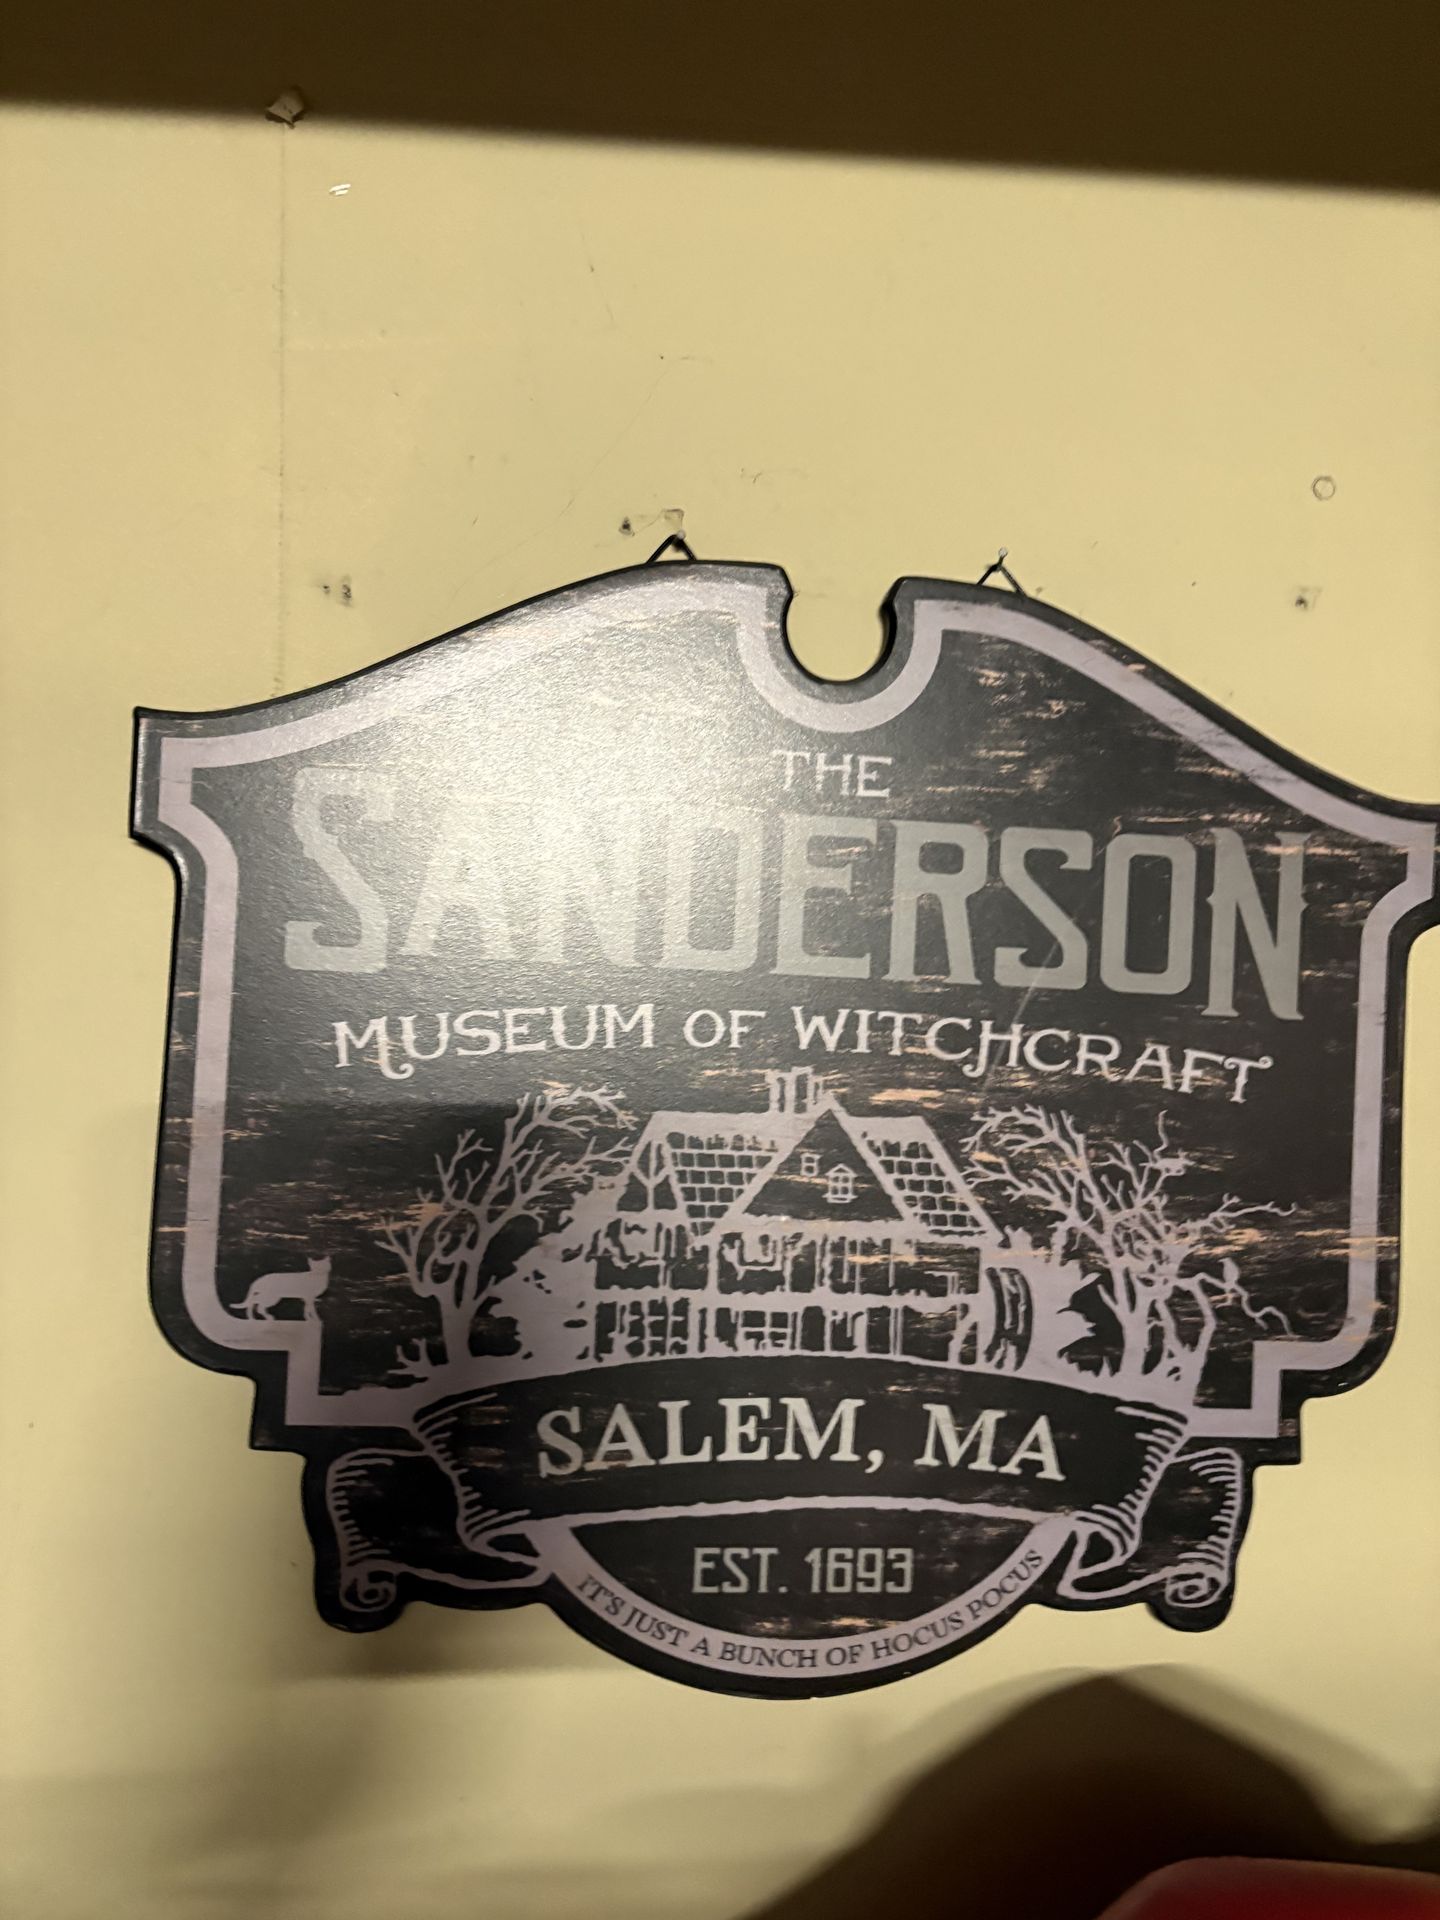 THE
SANDERSON
MUSEUM OF WITCHCRAFT
SALEM, MA
EST. 1693
IT'S JUST A BUNCH OF HOCUS POCUS